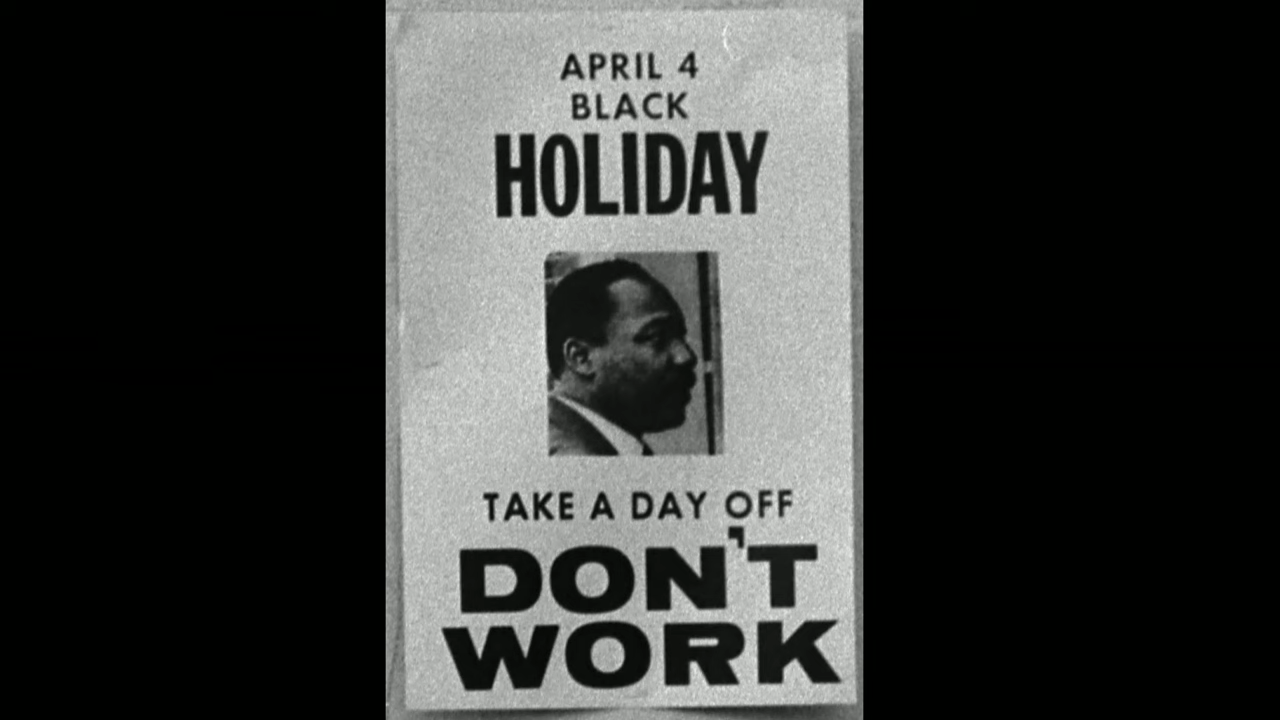 APRIL 4
BLACK
HOLIDAY
TAKE A DAY OFF
DON'T
WORK